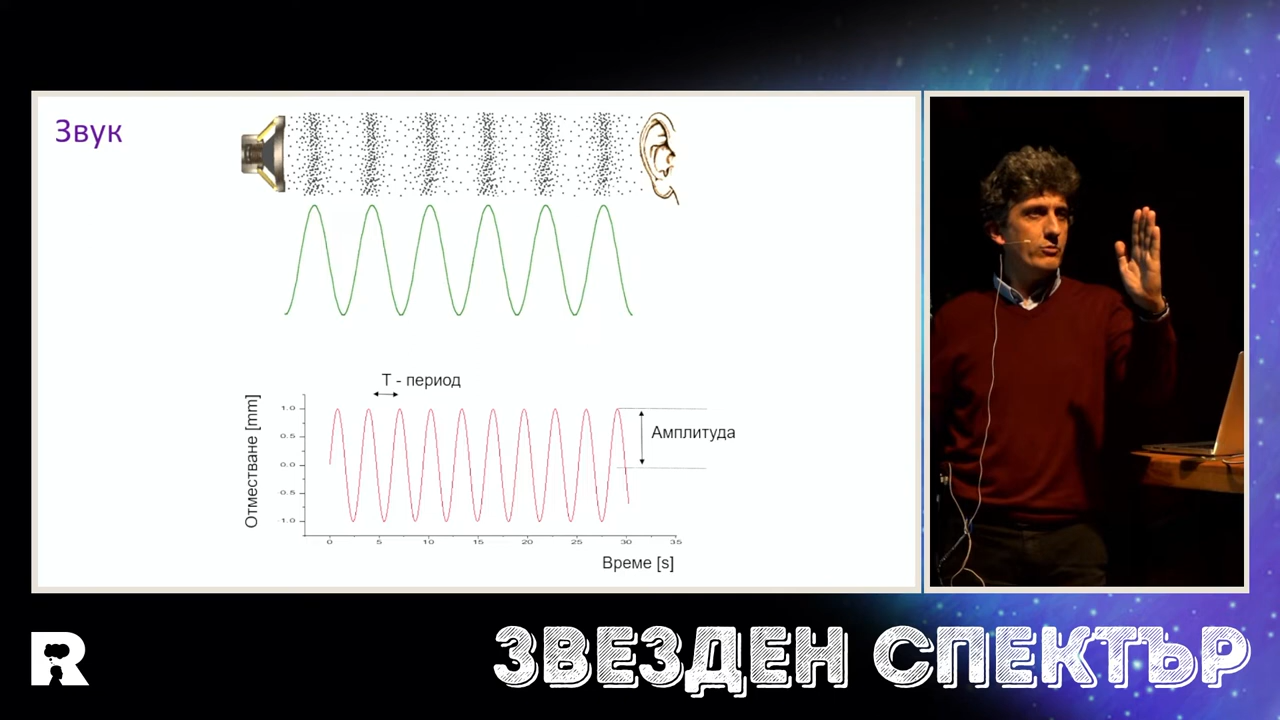 Звук
T - период
Отместване [mm]
1.0
0.5
0.0
-0.5
-1.0
Амплитуда
0
5
10
15
20
25
30
35
Време [s]
R
ЗВЕЗДЕН СПЕКТЪР